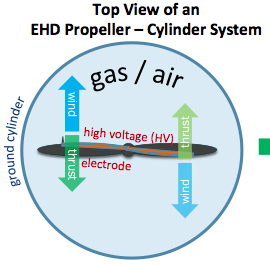 Top View of an
EHD Propeller – Cylinder System
ground cylinder
gas / air
wind
thrust
high voltage (HV)
thrust
electrode
wind